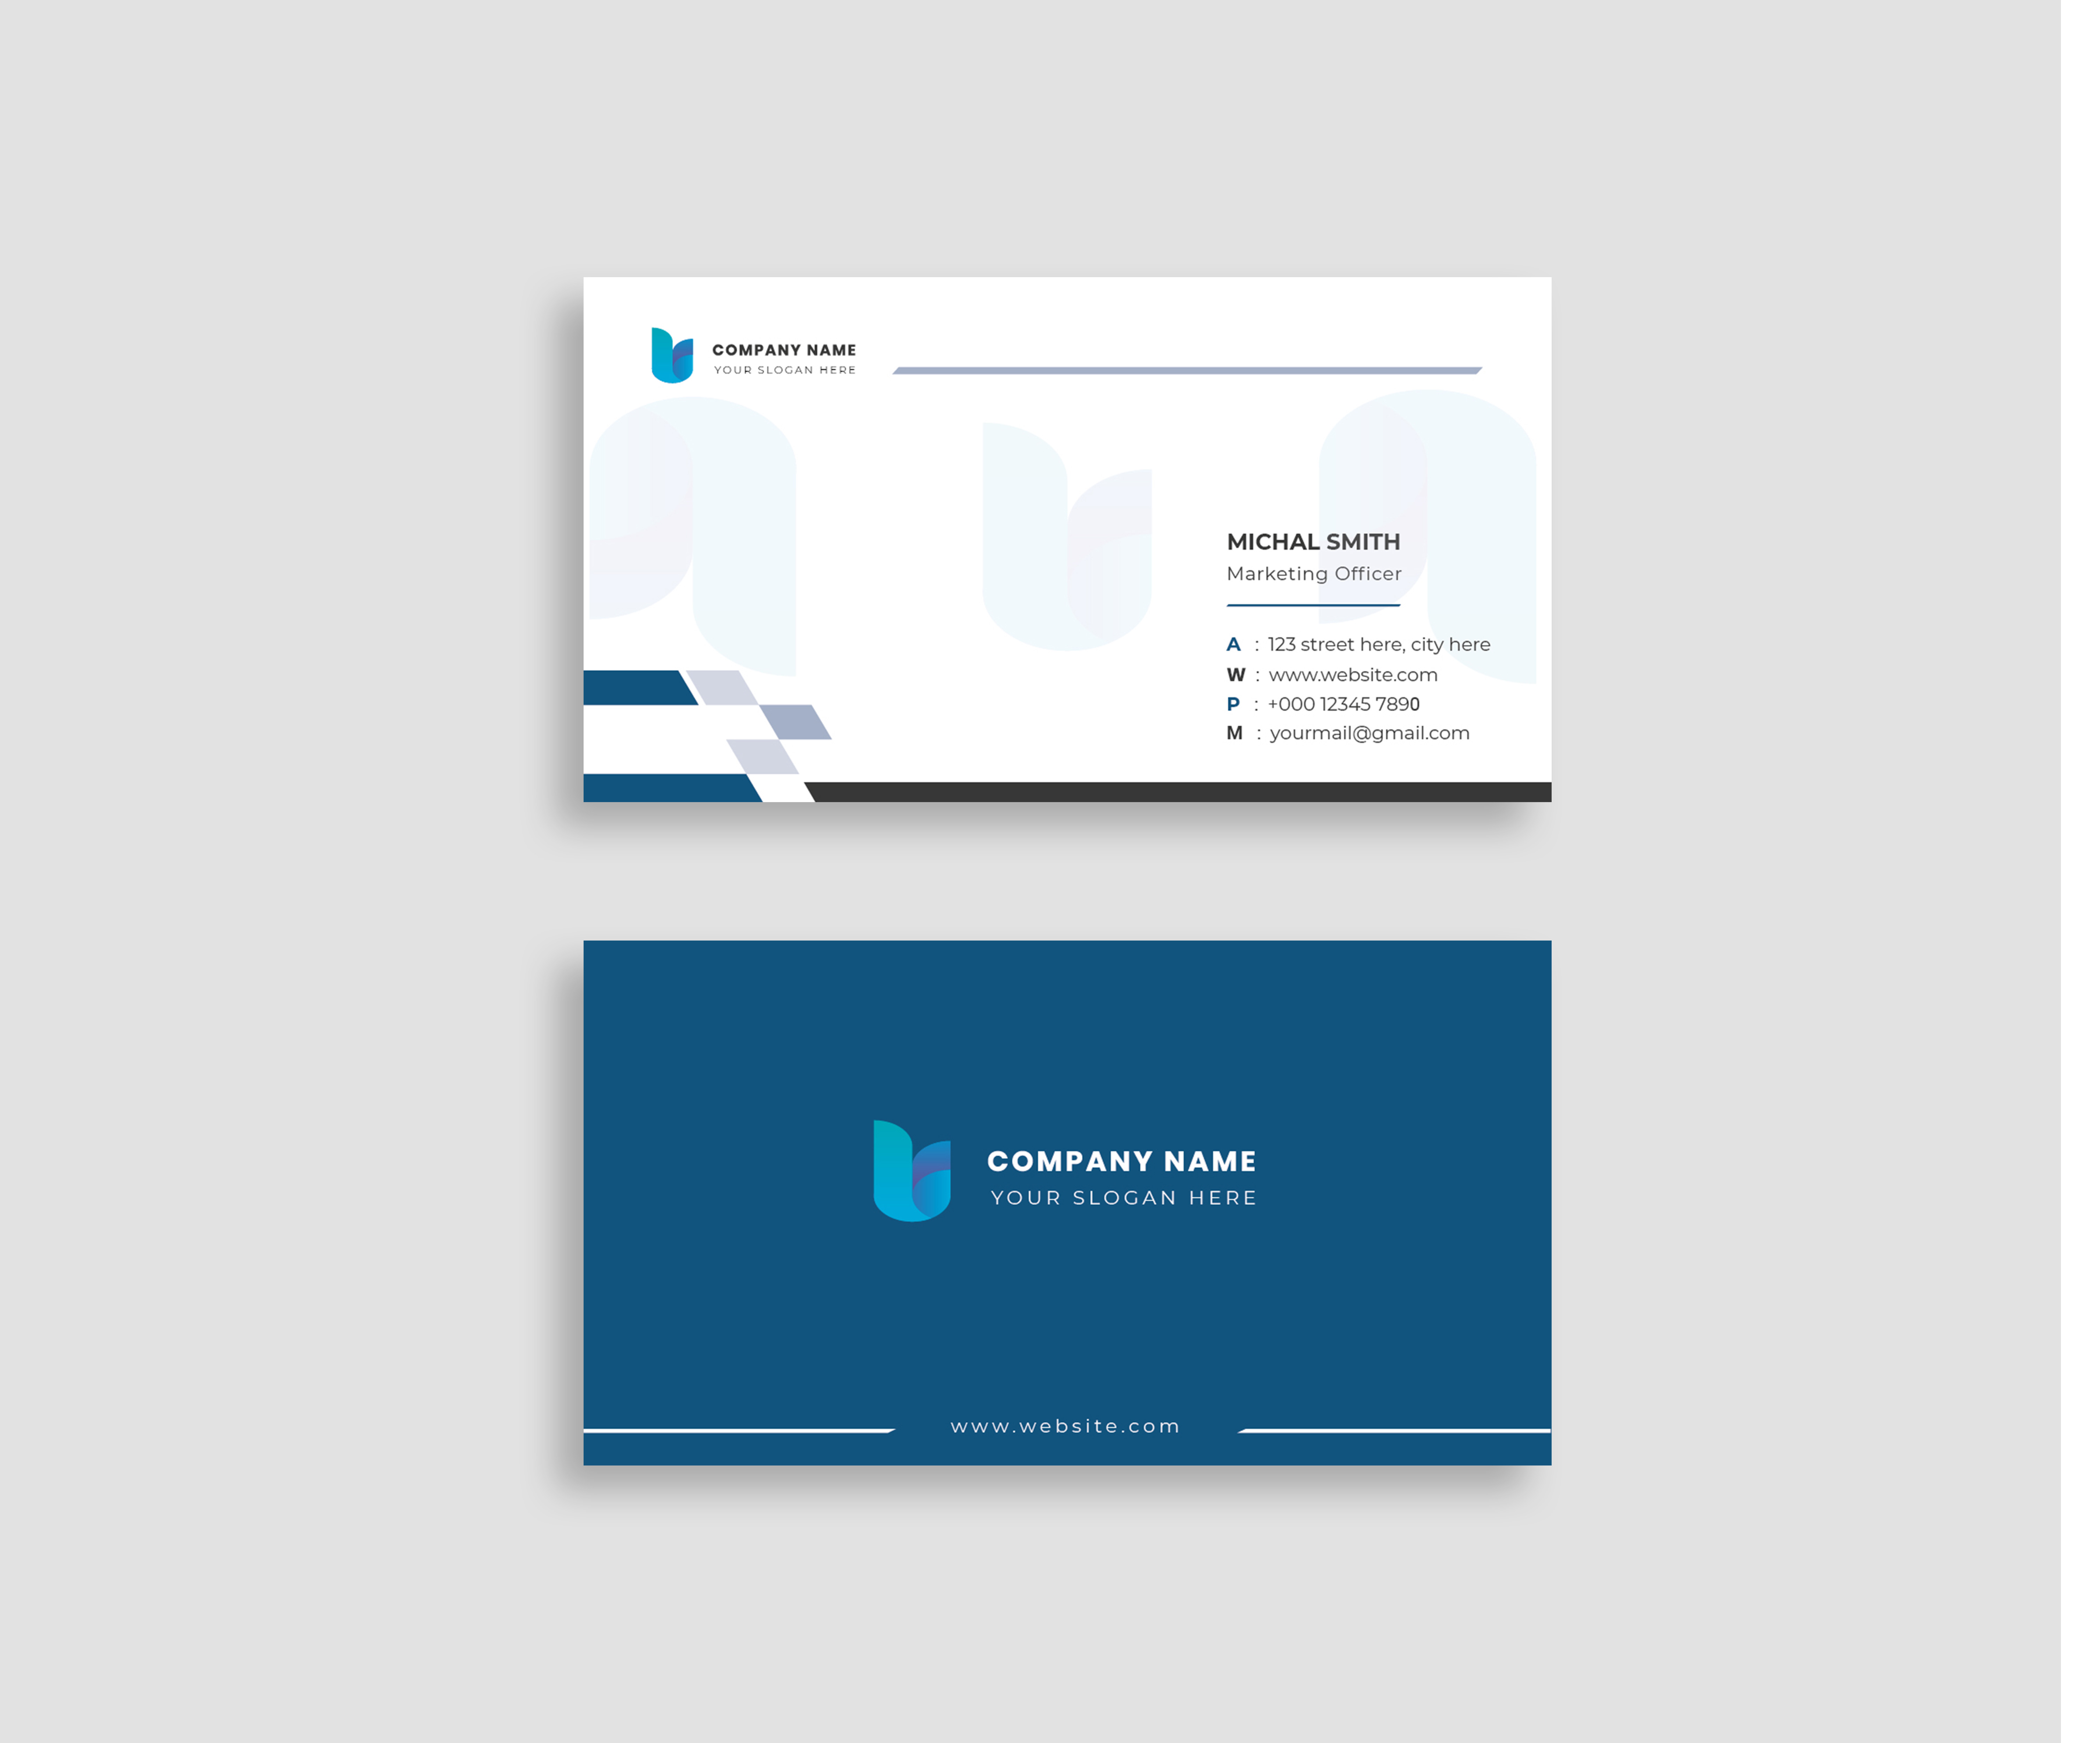 COMPANY NAME
YOUR SLOGAN HERE
MICHAL SMITH
Marketing Officer
A : 123 street here, city here
W : www.website.com
P : +000 12345 7890
M : yourmail@gmail.com
COMPANY NAME
YOUR SLOGAN HERE
www.website.com